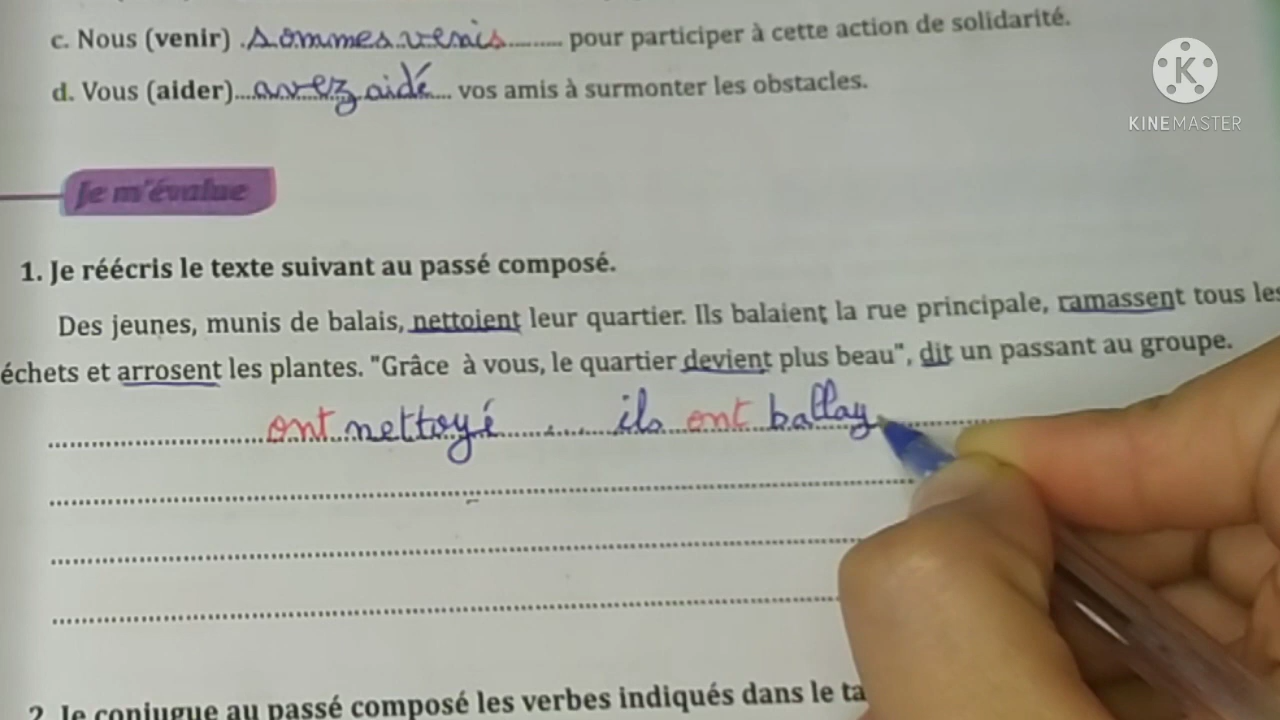 c. Nous (venir) .sommes venis......... pour participer à cette action de solidarité.
d. Vous (aider)....avez aidé.... vos amis à surmonter les obstacles.
K
KINEMASTER
Je m'évalue
1. Je réécris le texte suivant au passé composé.
Des jeunes, munis de balais, nettoient leur quartier. Ils balaient la rue principale, ramassent tous les
échets et arrosent les plantes. "Grâce à vous, le quartier devient plus beau", dit un passant au groupe.
ont nettoyé ..... ils ont ballay
2. Je conjugue au passé composé les verbes indiqués dans le ta